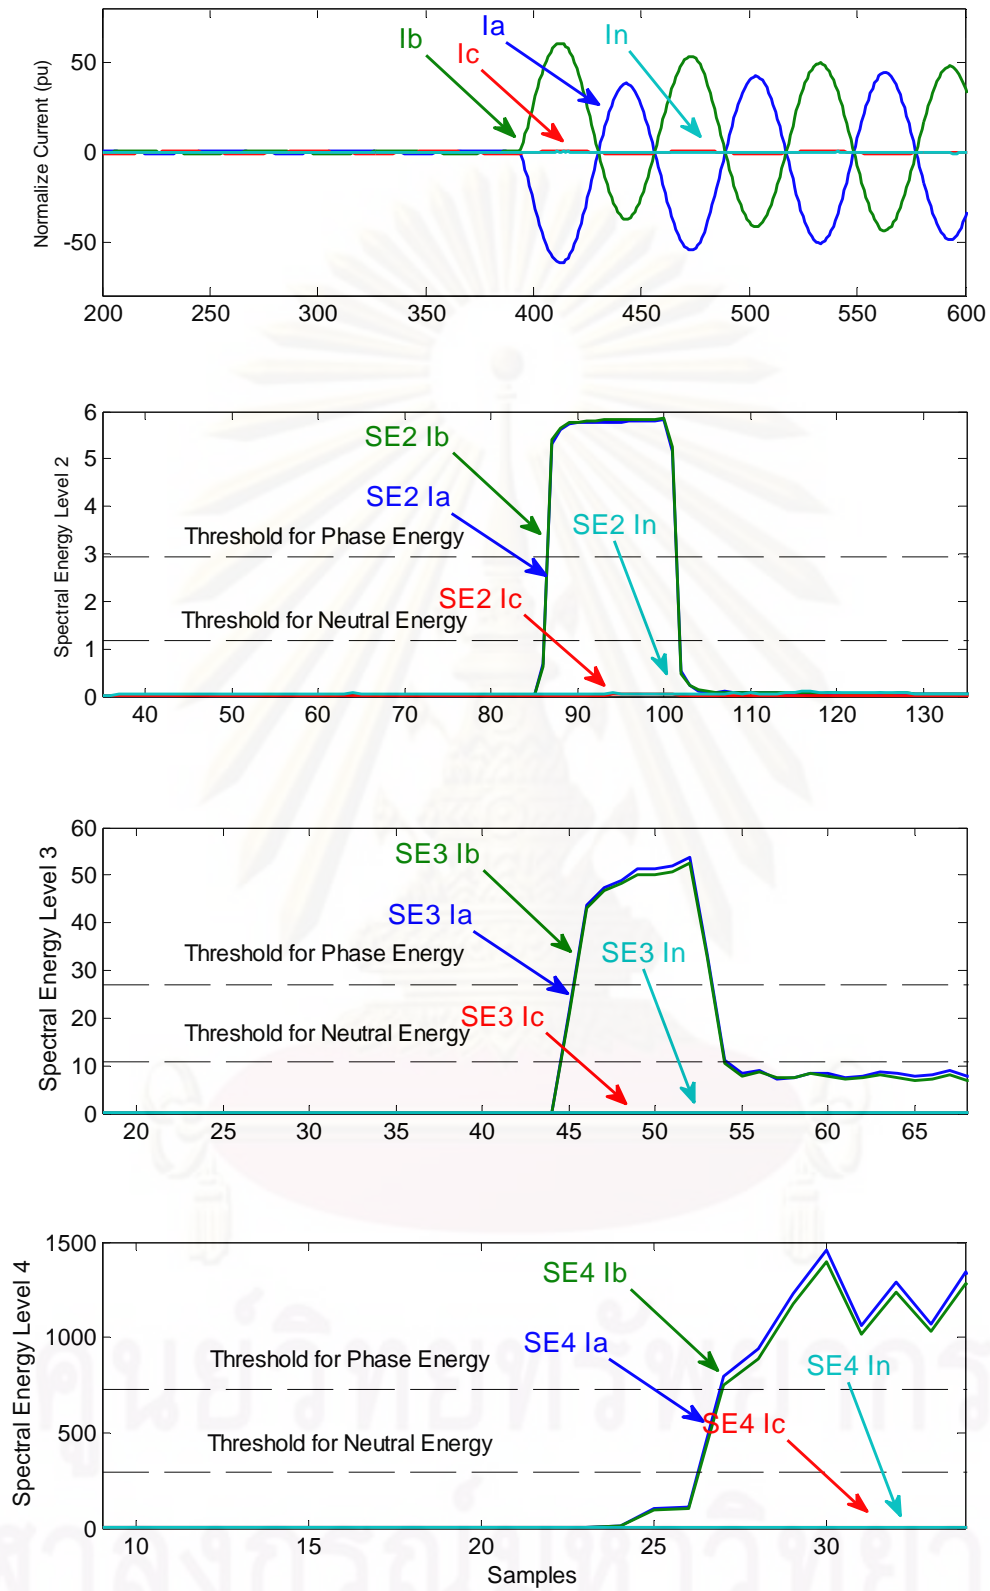 Ia
Ib
Ic
In
Normalize Current (pu)
50
0
-50
200 250 300 350 400 450 500 550 600
SE2 Ib
SE2 Ia
SE2 In
SE2 Ic
Threshold for Phase Energy
Threshold for Neutral Energy
Spectral Energy Level 2
6
5
4
3
2
1
0
40 50 60 70 80 90 100 110 120 130
SE3 Ib
SE3 Ia
SE3 In
SE3 Ic
Threshold for Phase Energy
Threshold for Neutral Energy
Spectral Energy Level 3
60
50
40
30
20
10
0
20 25 30 35 40 45 50 55 60 65
SE4 Ib
SE4 Ia
SE4 In
SE4 Ic
Threshold for Phase Energy
Threshold for Neutral Energy
Spectral Energy Level 4
1500
1000
500
0
10 15 20 25 30
Samples